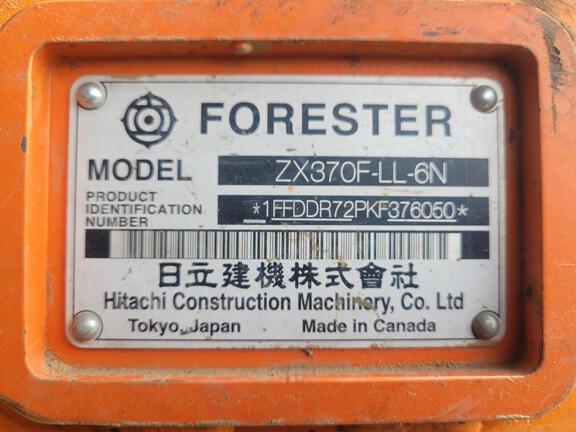 FORESTER
MODEL ZX370F-LL-6N
PRODUCT
IDENTIFICATION
NUMBER
*1FFDDR72PKF376050*
日立建機株式會社
Hitachi Construction Machinery, Co. Ltd
Tokyo, Japan Made in Canada